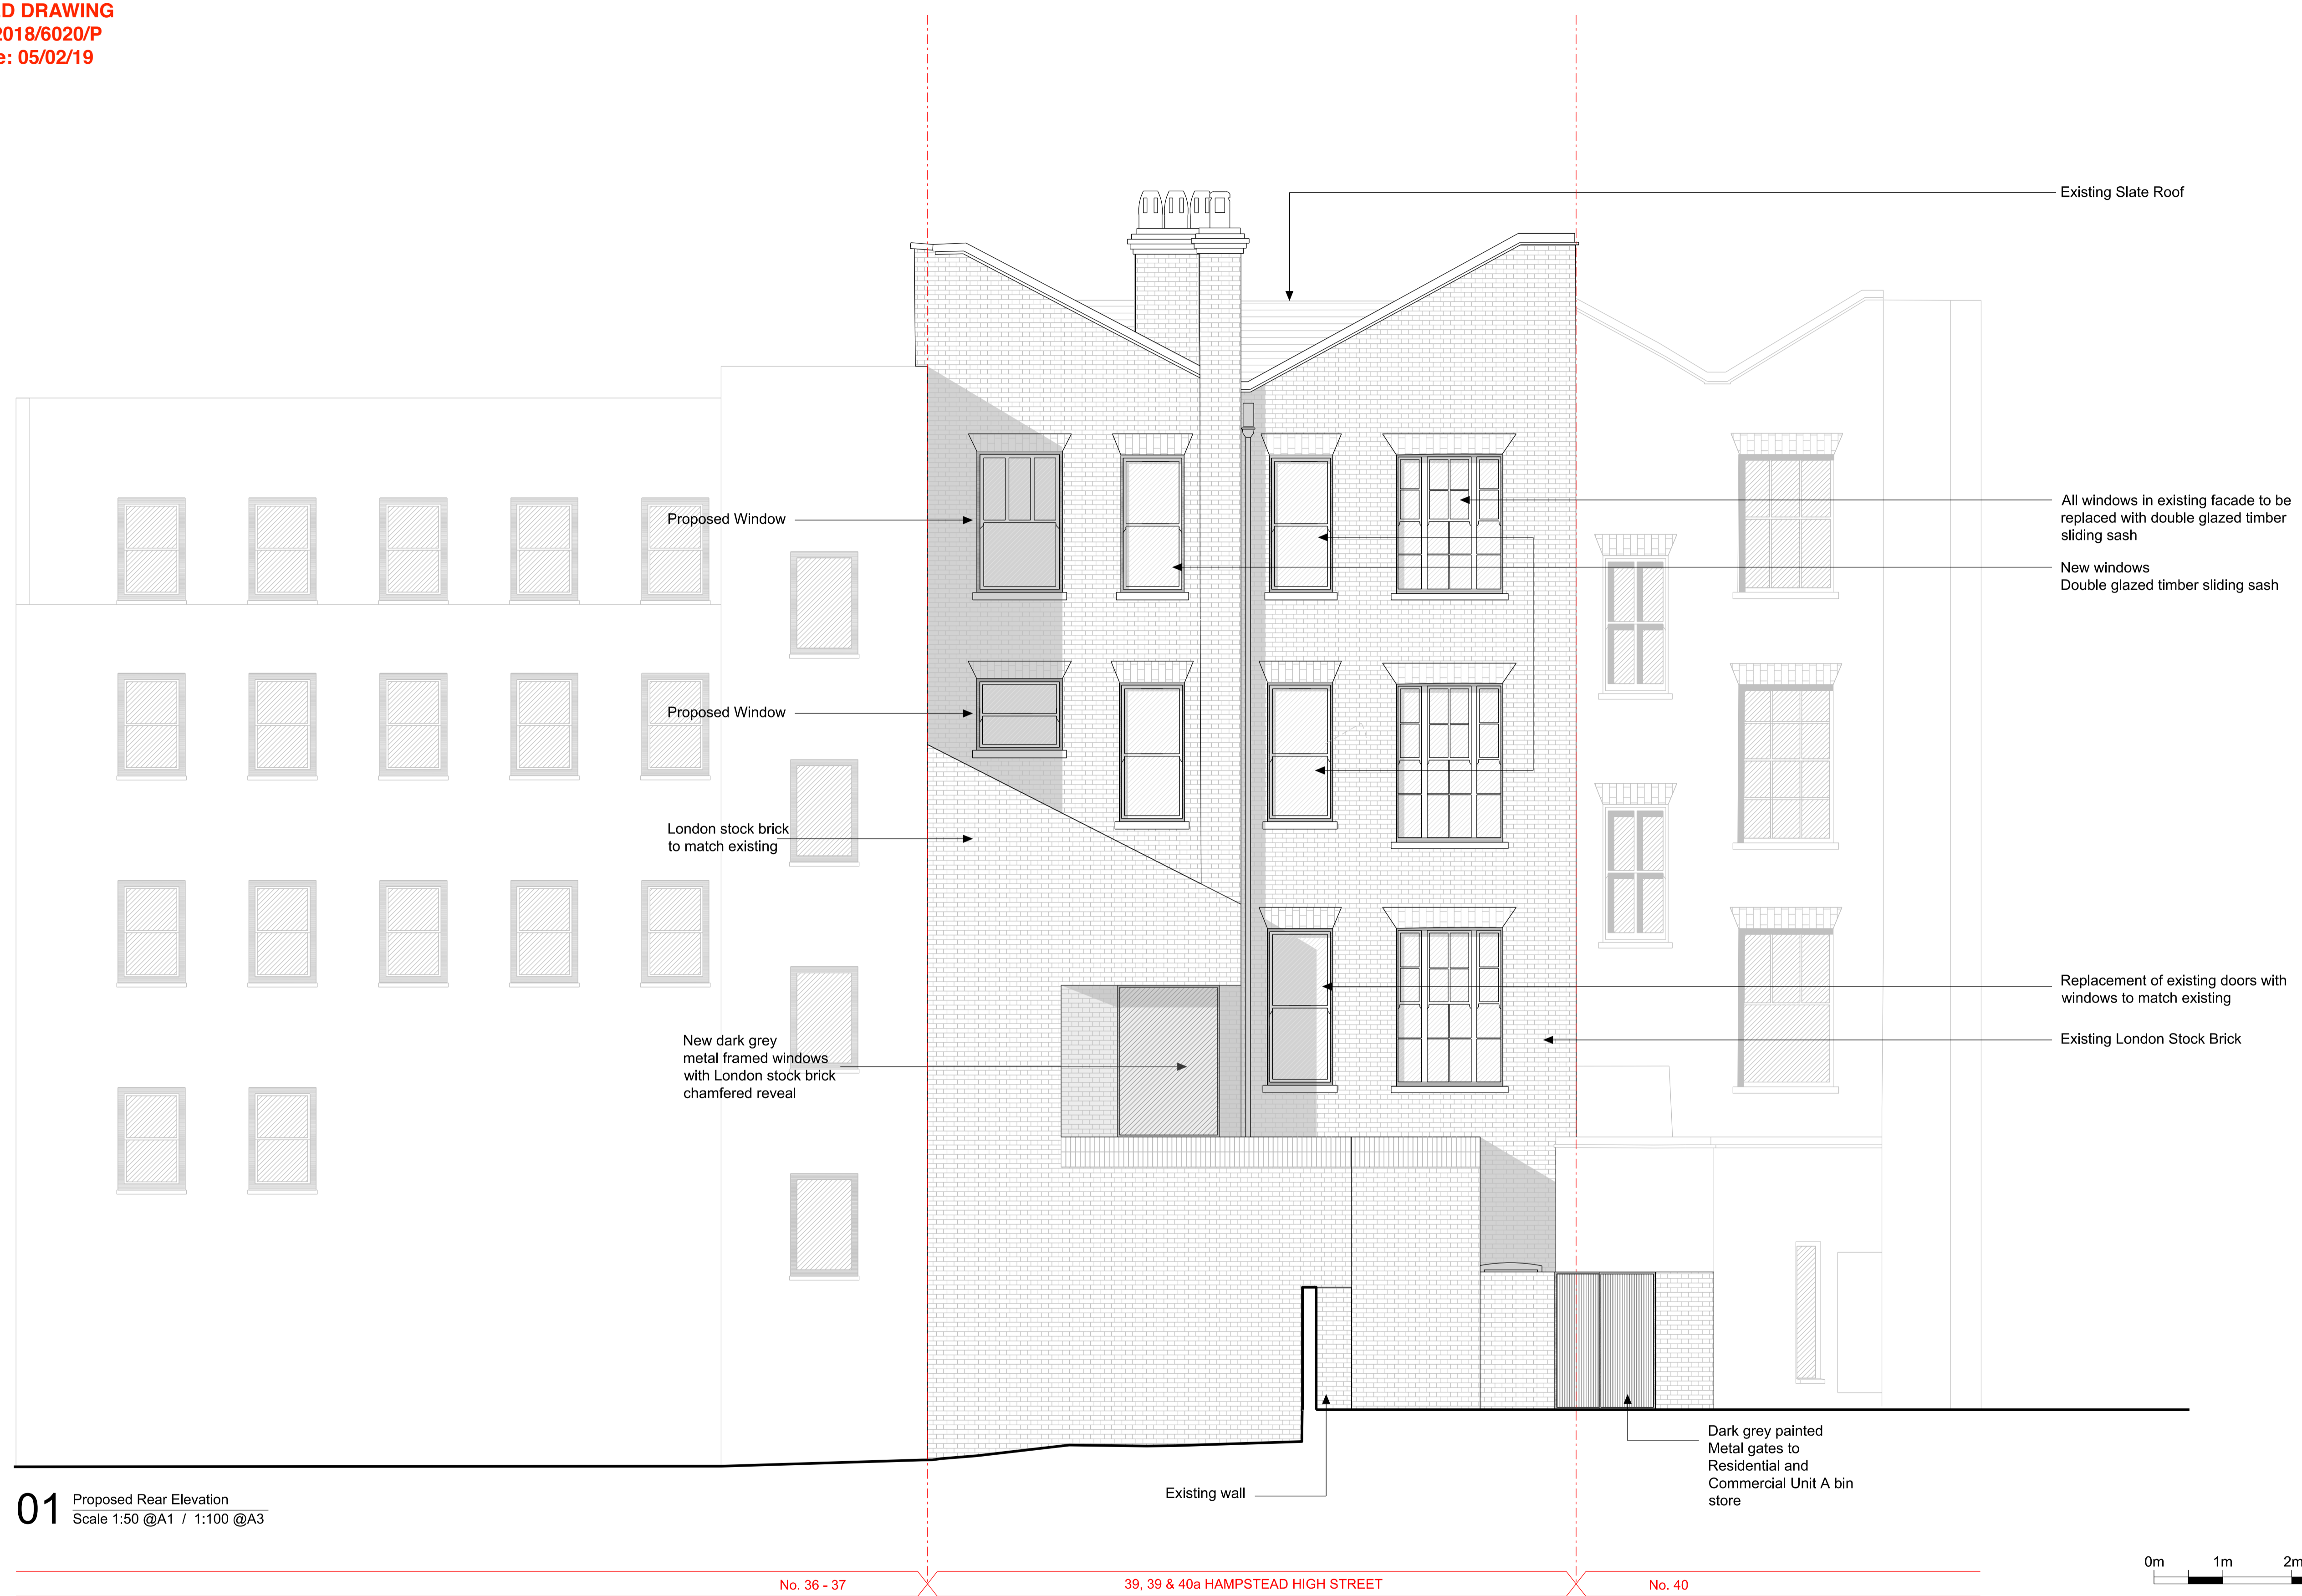 D DRAWING
2018/6020/P
e: 05/02/19
Existing Slate Roof
Proposed Window
All windows in existing facade to be
replaced with double glazed timber
sliding sash
New windows
Double glazed timber sliding sash
Proposed Window
London stock brick
to match existing
Replacement of existing doors with
windows to match existing
New dark grey
metal framed windows
with London stock brick
chamfered reveal
Existing London Stock Brick
Dark grey painted
Metal gates to
Residential and
Commercial Unit A bin
store
Existing wall
01
Proposed Rear Elevation
Scale 1:50 @A1 / 1:100 @A3
No. 36 - 37
39, 39 & 40a HAMPSTEAD HIGH STREET
No. 40
0m 1m 2m